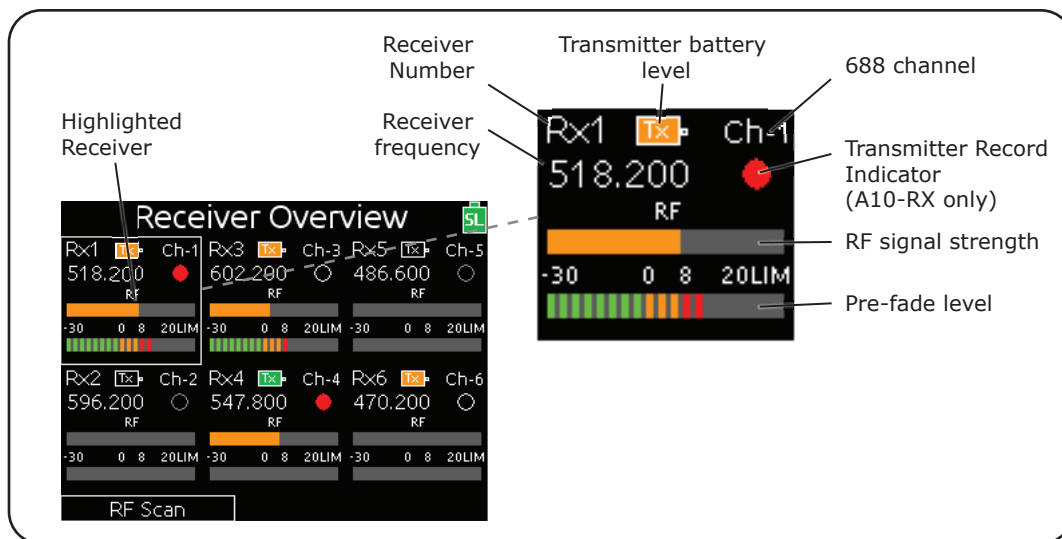 Receiver
Number
Transmitter battery
level
688 channel
Highlighted
Receiver
Receiver
frequency
Rx1 Tx Ch-1
518.200
RF
-30 0 8 20LIM
Transmitter Record
Indicator
(A10-RX only)
RF signal strength
Pre-fade level
Receiver Overview SL
Rx1 Tx Ch-1 Rx3 Tx Ch-3 Rx5 Tx Ch-5
518.200 602.200 486.600
RF RF RF
-30 0 8 20LIM -30 0 8 20LIM -30 0 8 20LIM
Rx2 Tx Ch-2 Rx4 Tx Ch-4 Rx6 Tx Ch-6
596.200 547.800 470.200
RF RF RF
-30 0 8 20LIM -30 0 8 20LIM -30 0 8 20LIM
RF Scan